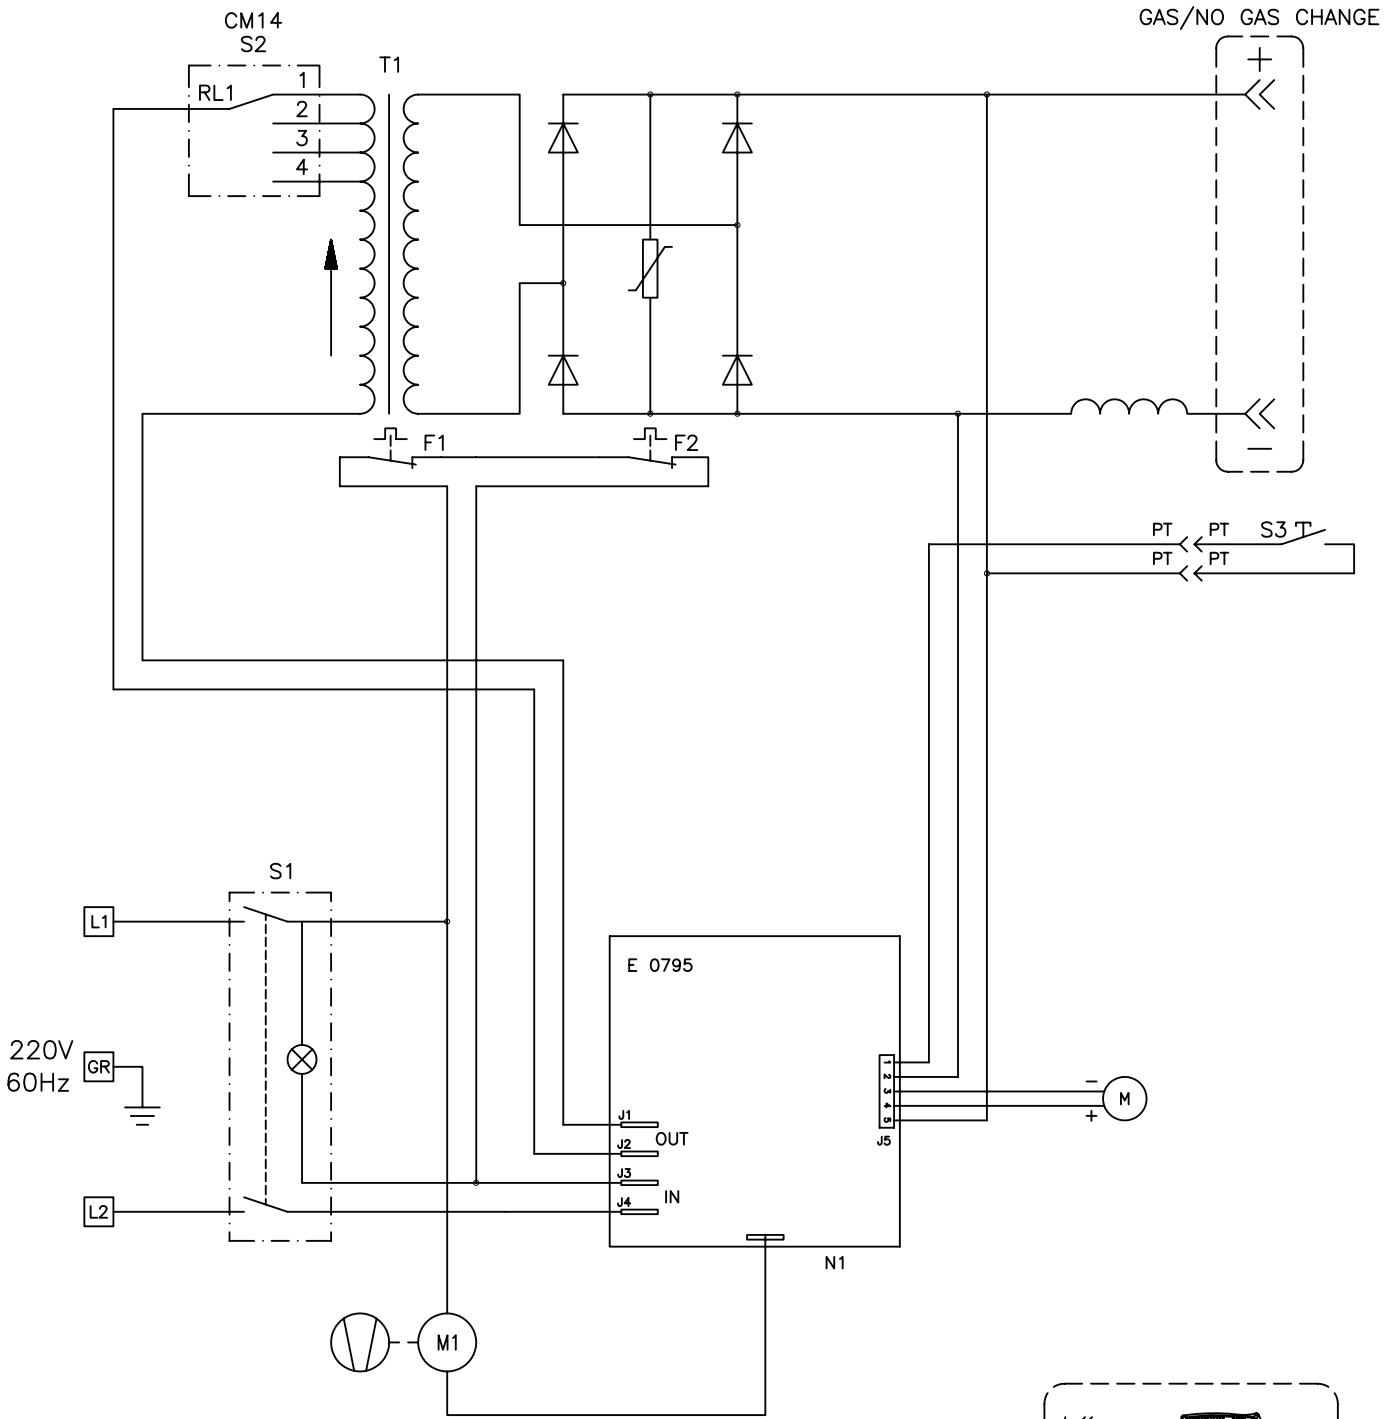 GAS/NO GAS CHANGE
CM14
S2
T1
+
RL1
1
2
3
4
F1
F2
−
PT PT S3
PT PT
S1
L1
E 0795
220V
60Hz
GR
1
2
3
4
5
−
M
+
J1
OUT
J2
J5
J3
IN
J4
L2
N1
M1